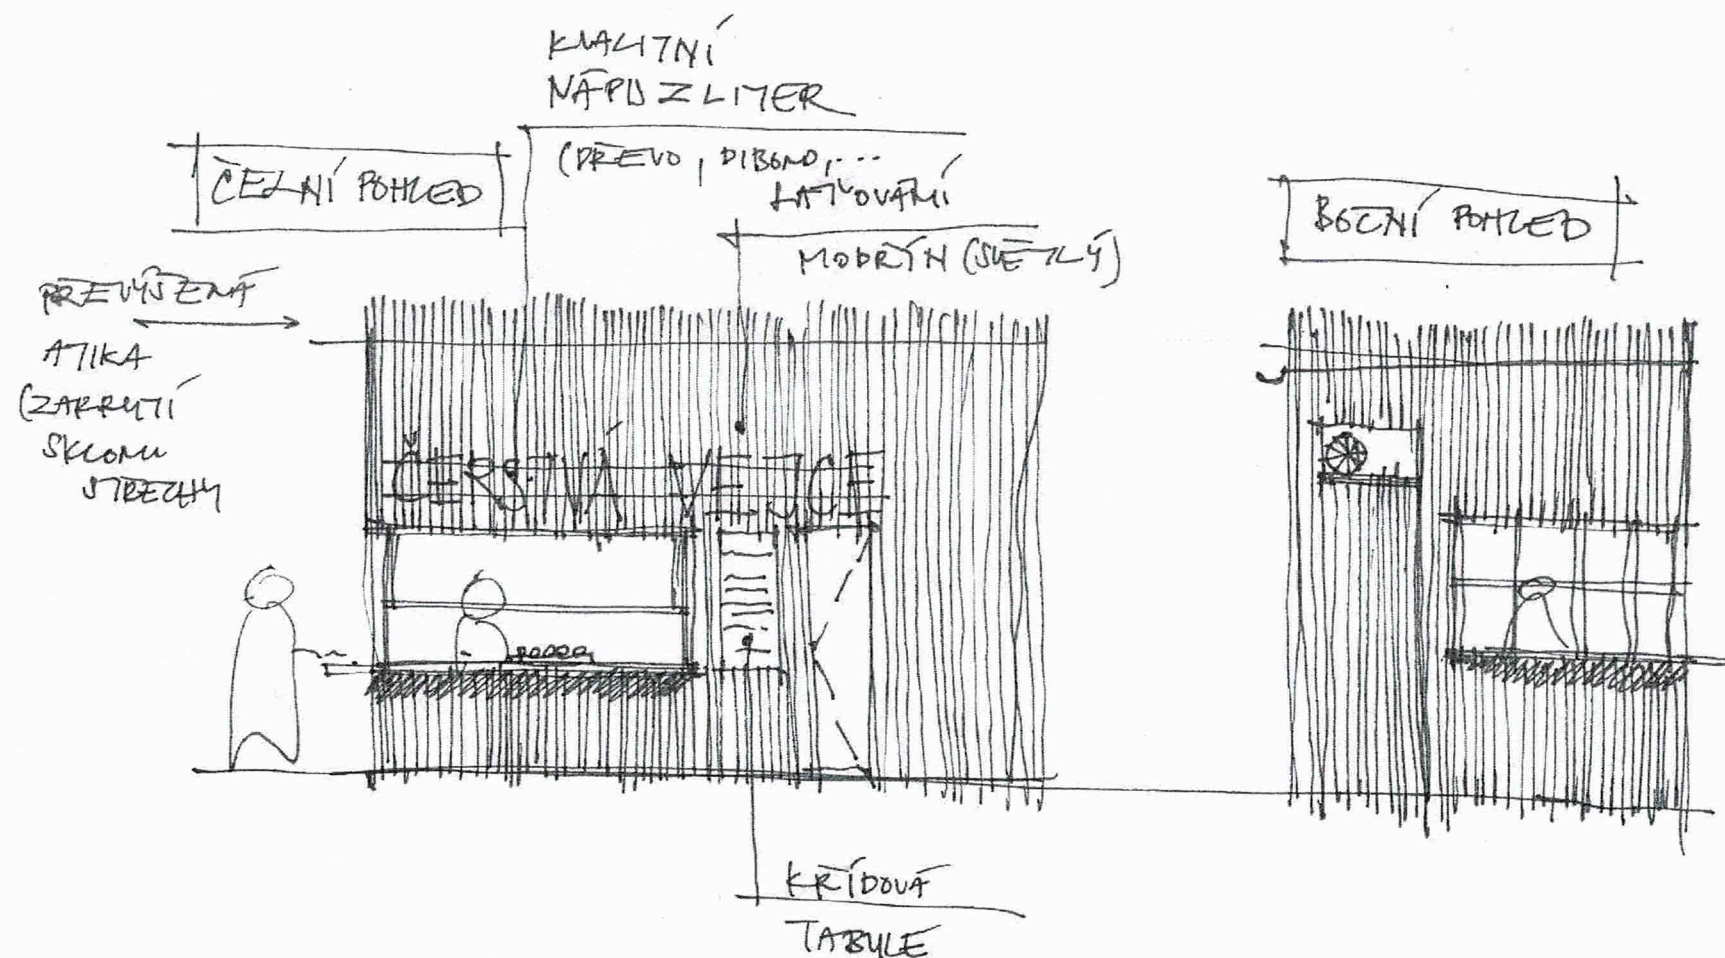 KVALITNÍ
NÁPIS Z LITER
(DŘEVO, DIBOND,...
ČELNÍ POHLED
LAŤOVÁNÍ
MODŘÍN (SVĚTLÝ)
BOČNÍ POHLED
PŘEVÝŠENÁ
ATIKA
(ZAKRYTÍ
SKLONU
STŘECHY
ČERSTVÁ VEJCE
KŘÍDOVÁ
TABULE